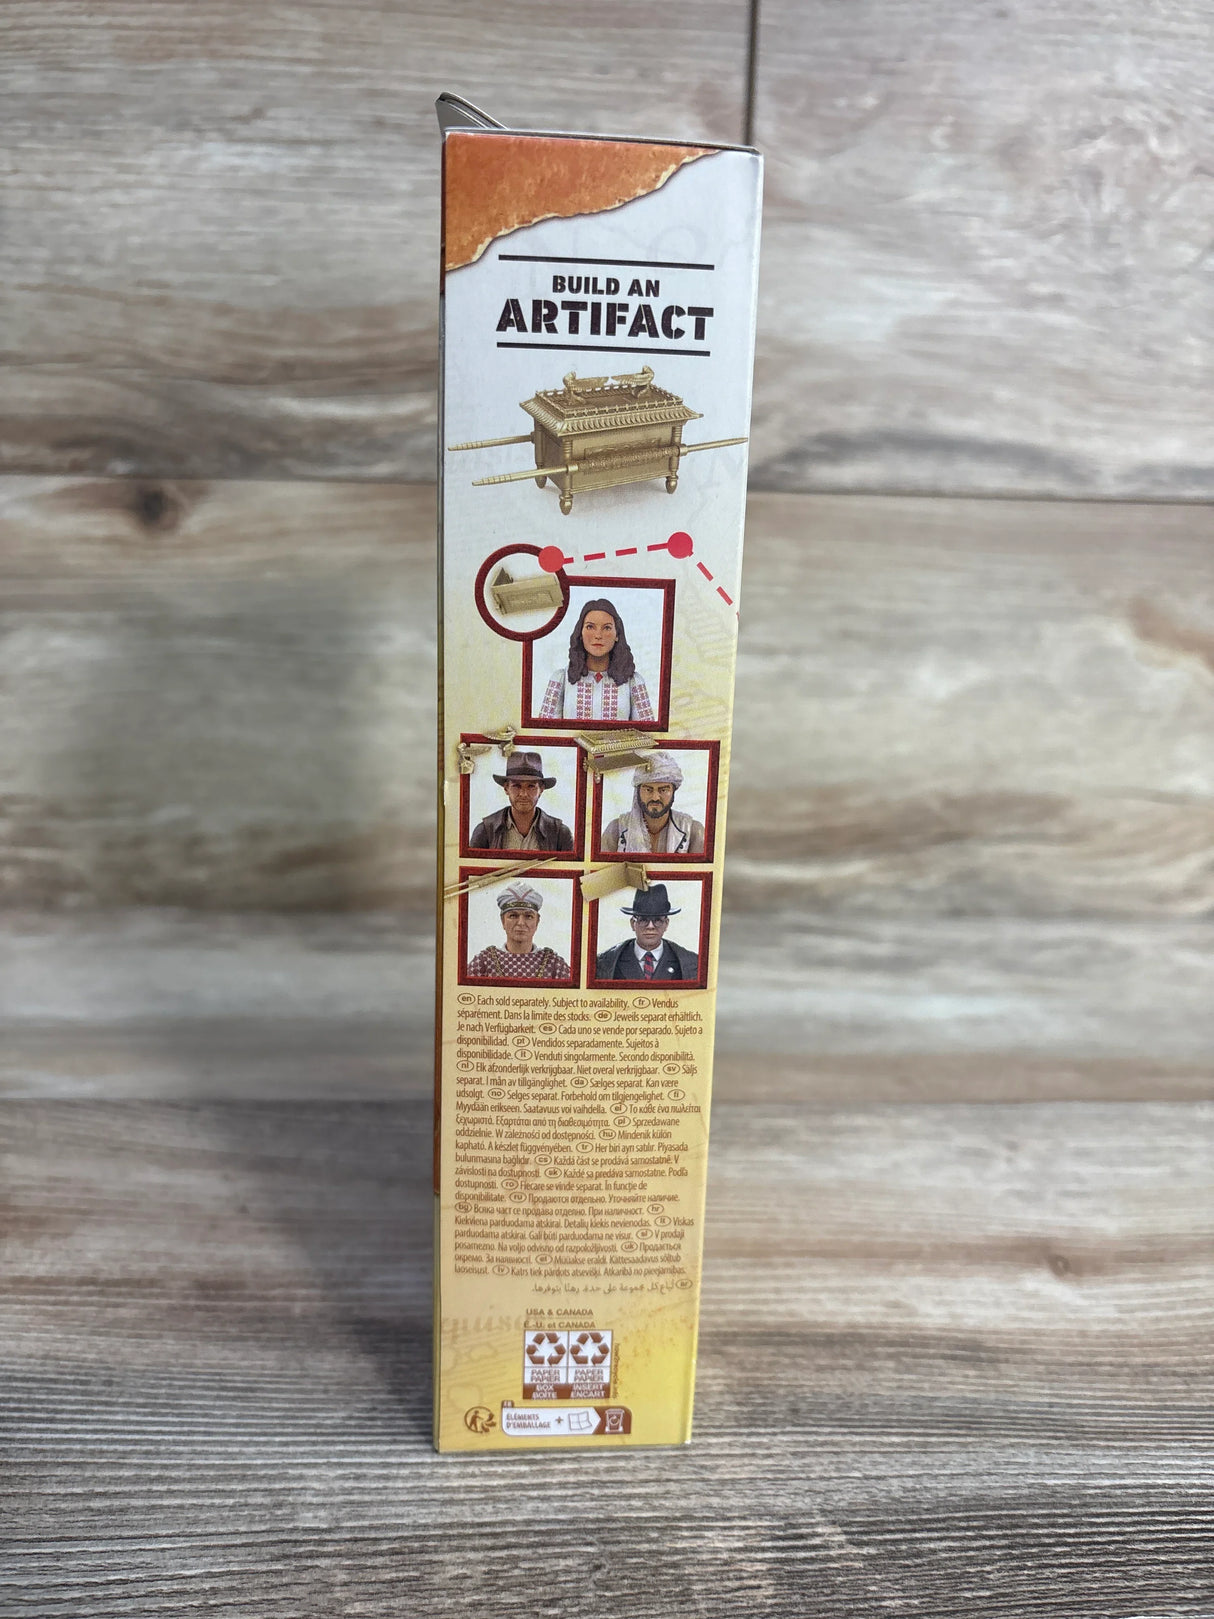 BUILD AN
ARTIFACT
en Each sold separately. Subject to availability. fr Vendus
séparément. Dans la limite des stocks. de Jeweils separat erhältlich.
Je nach Verfügbarkeit. es Cada uno se vende por separado. Sujeto a
disponibilidad. pt Vendidos separadamente. Sujeitos à
disponibilidade. it Venduti singolarmente. Secondo disponibilità.
nl Elk afzonderlijk verkrijgbaar. Niet overal verkrijgbaar. sv Säljs
separat. I mån av tillgänglighet. da Sælges separat. Kan være
udsolgt. no Selges separat. Forbehold om tilgjengelighet. fi
Myydään erikseen. Saatavuus voi vaihdella. el Το κάθε ένα πωλείται
ξεχωριστά. Εξαρτάται από τη διαθεσιμότητα. pl Sprzedawane
oddzielnie. W zależności od dostępności. hu Mindenik külön
kapható. A készlet függvényében. tr Her biri ayrı satılır. Piyasada
bulunmasına bağlıdır. cs Každá část se prodává samostatně. V
závislosti na dostupnosti. sk Každé sa predáva samostatne. Podľa
dostupnosti. ro Fiecare se vinde separat. În funcție de
disponibilitate. ru Продаются отдельно. Уточняйте наличие.
bg Всяка част се продава отделно. При наличност. hr
Kiekviena parduodama atskirai. Detalių kiekis nevienodas. lt Viskas
parduodama atskirai. Gali būti parduodama ne visur. sl V prodaji
posamezno. Na voljo odvisno od razpoložljivosti. uk Продається
окремо. За наявності. et Müüakse eraldi. Kättesaadavus sõltub
laoseisust. lv Katrs tiek pārdots atsevišķi. Atkarībā no pieejamības.
ar تُباع كل مجموعة على حدة. رهنًا بتوفرها.
USA & CANADA
É.-U. et CANADA
PAPER PAPER
PAPIER PAPIER
BOX INSERT
BOÎTE ENCART
FR
ÉLÉMENTS
D'EMBALLAGE +